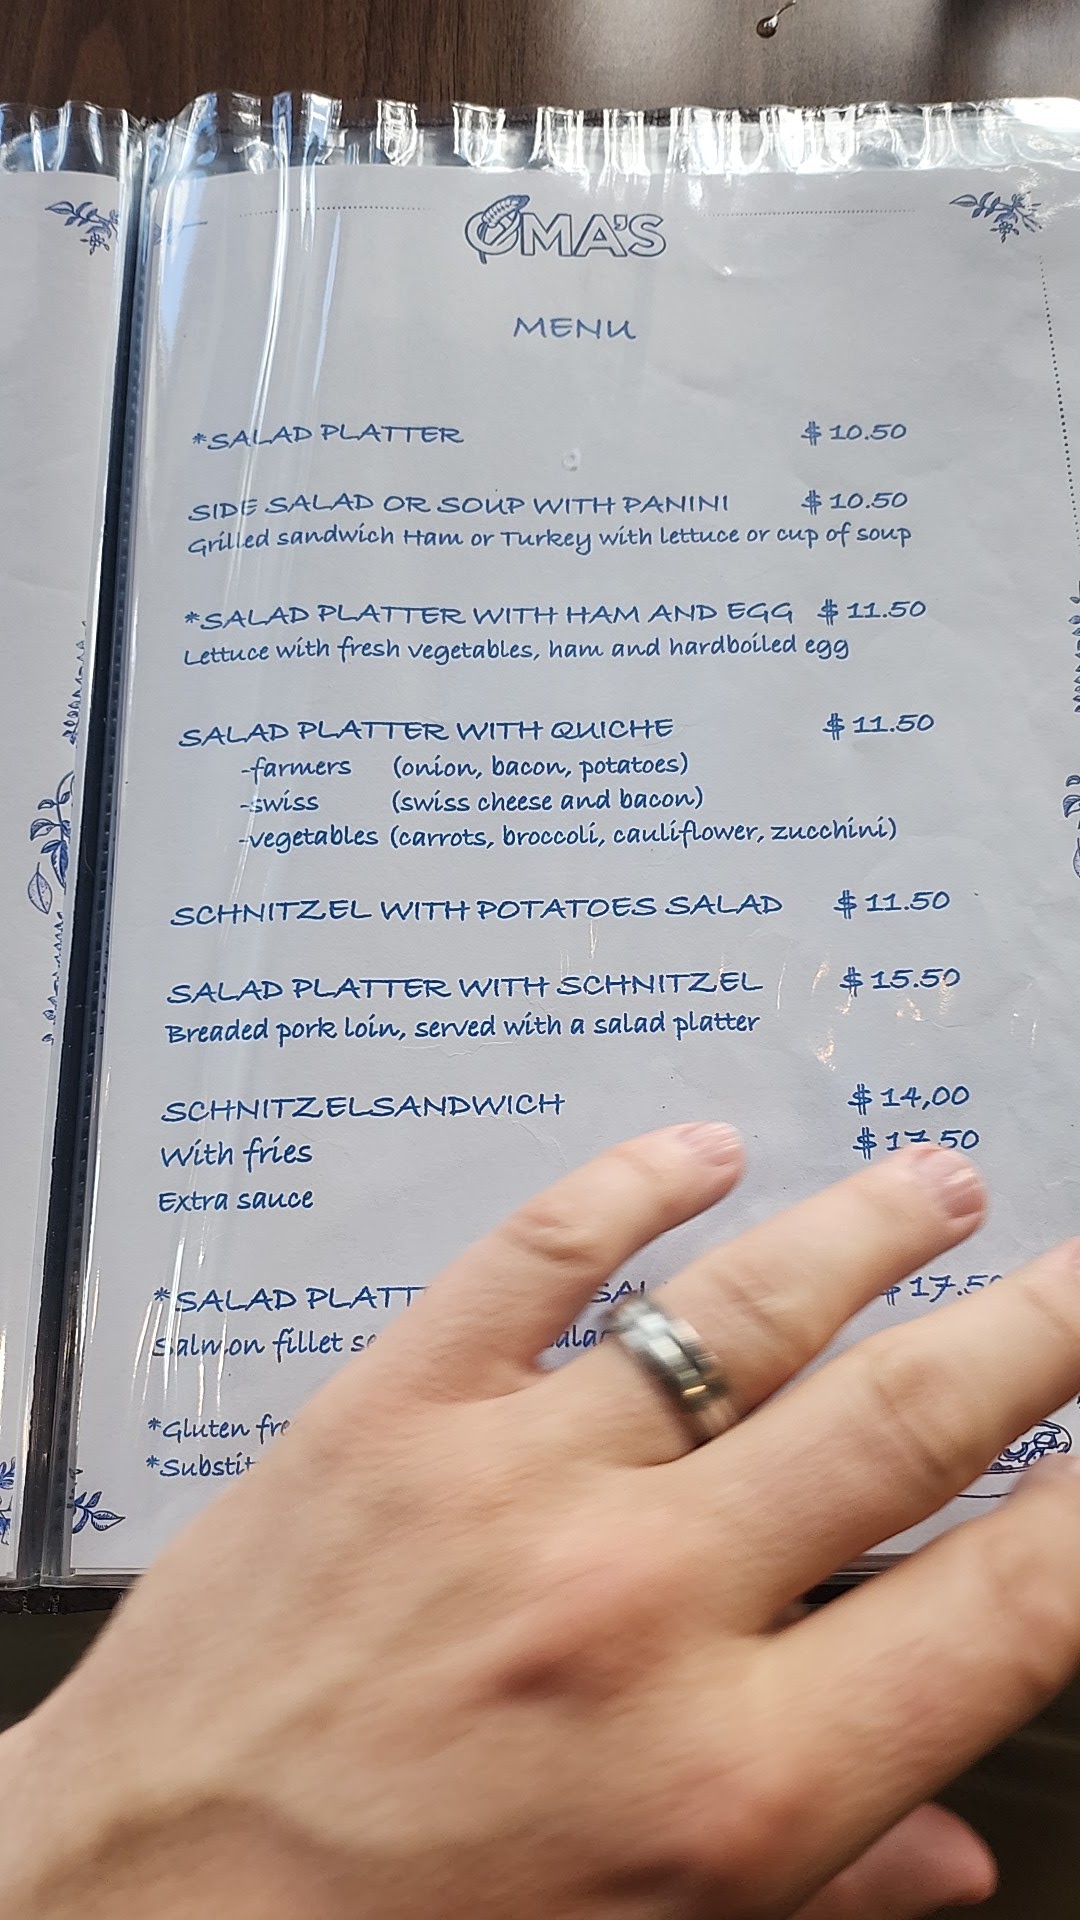 OMA'S
MENU
*SALAD PLATTER $ 10.50
SIDE SALAD OR SOUP WITH PANINI $ 10.50
Grilled sandwich Ham or Turkey with lettuce or cup of soup
*SALAD PLATTER WITH HAM AND EGG $ 11.50
Lettuce with fresh vegetables, ham and hardboiled egg
SALAD PLATTER WITH QUICHE $ 11.50
-farmers (onion, bacon, potatoes)
-swiss (swiss cheese and bacon)
-vegetables (carrots, broccoli, cauliflower, zucchini)
SCHNITZEL WITH POTATOES SALAD $ 11.50
SALAD PLATTER WITH SCHNITZEL $ 15.50
Breaded pork loin, served with a salad platter
SCHNITZELSANDWICH $ 14,00
With fries $ 17.50
Extra sauce
*SALAD $ 17.50
Salmon fillet
*Gluten